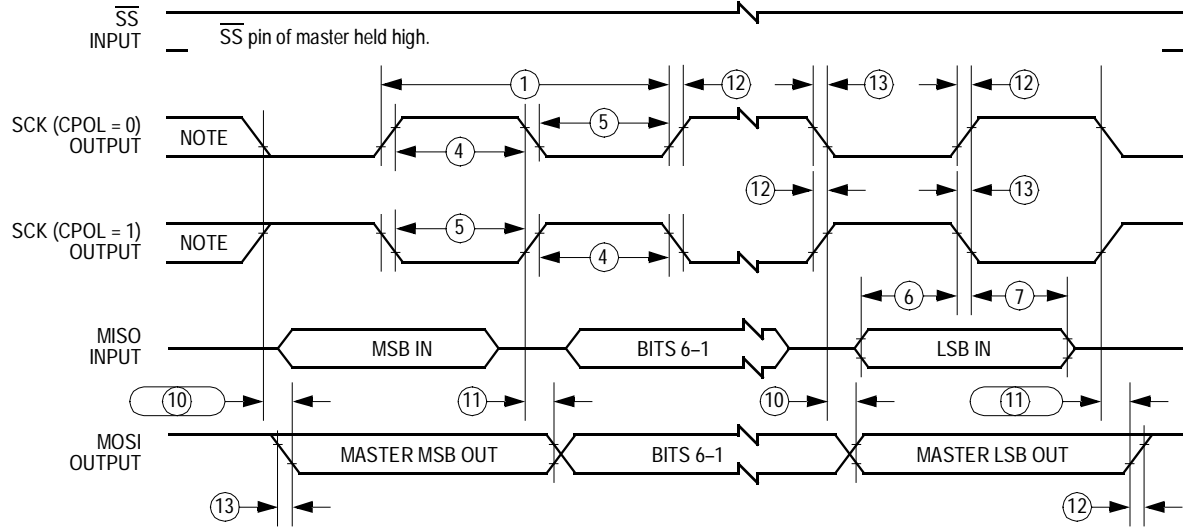 SS
INPUT
SS pin of master held high.
1
12
13
12
SCK (CPOL = 0)
OUTPUT
NOTE
5
4
12
13
SCK (CPOL = 1)
OUTPUT
NOTE
5
4
6
7
MISO
INPUT
MSB IN
BITS 6–1
LSB IN
10
11
10
11
MOSI
OUTPUT
MASTER MSB OUT
BITS 6–1
MASTER LSB OUT
13
12